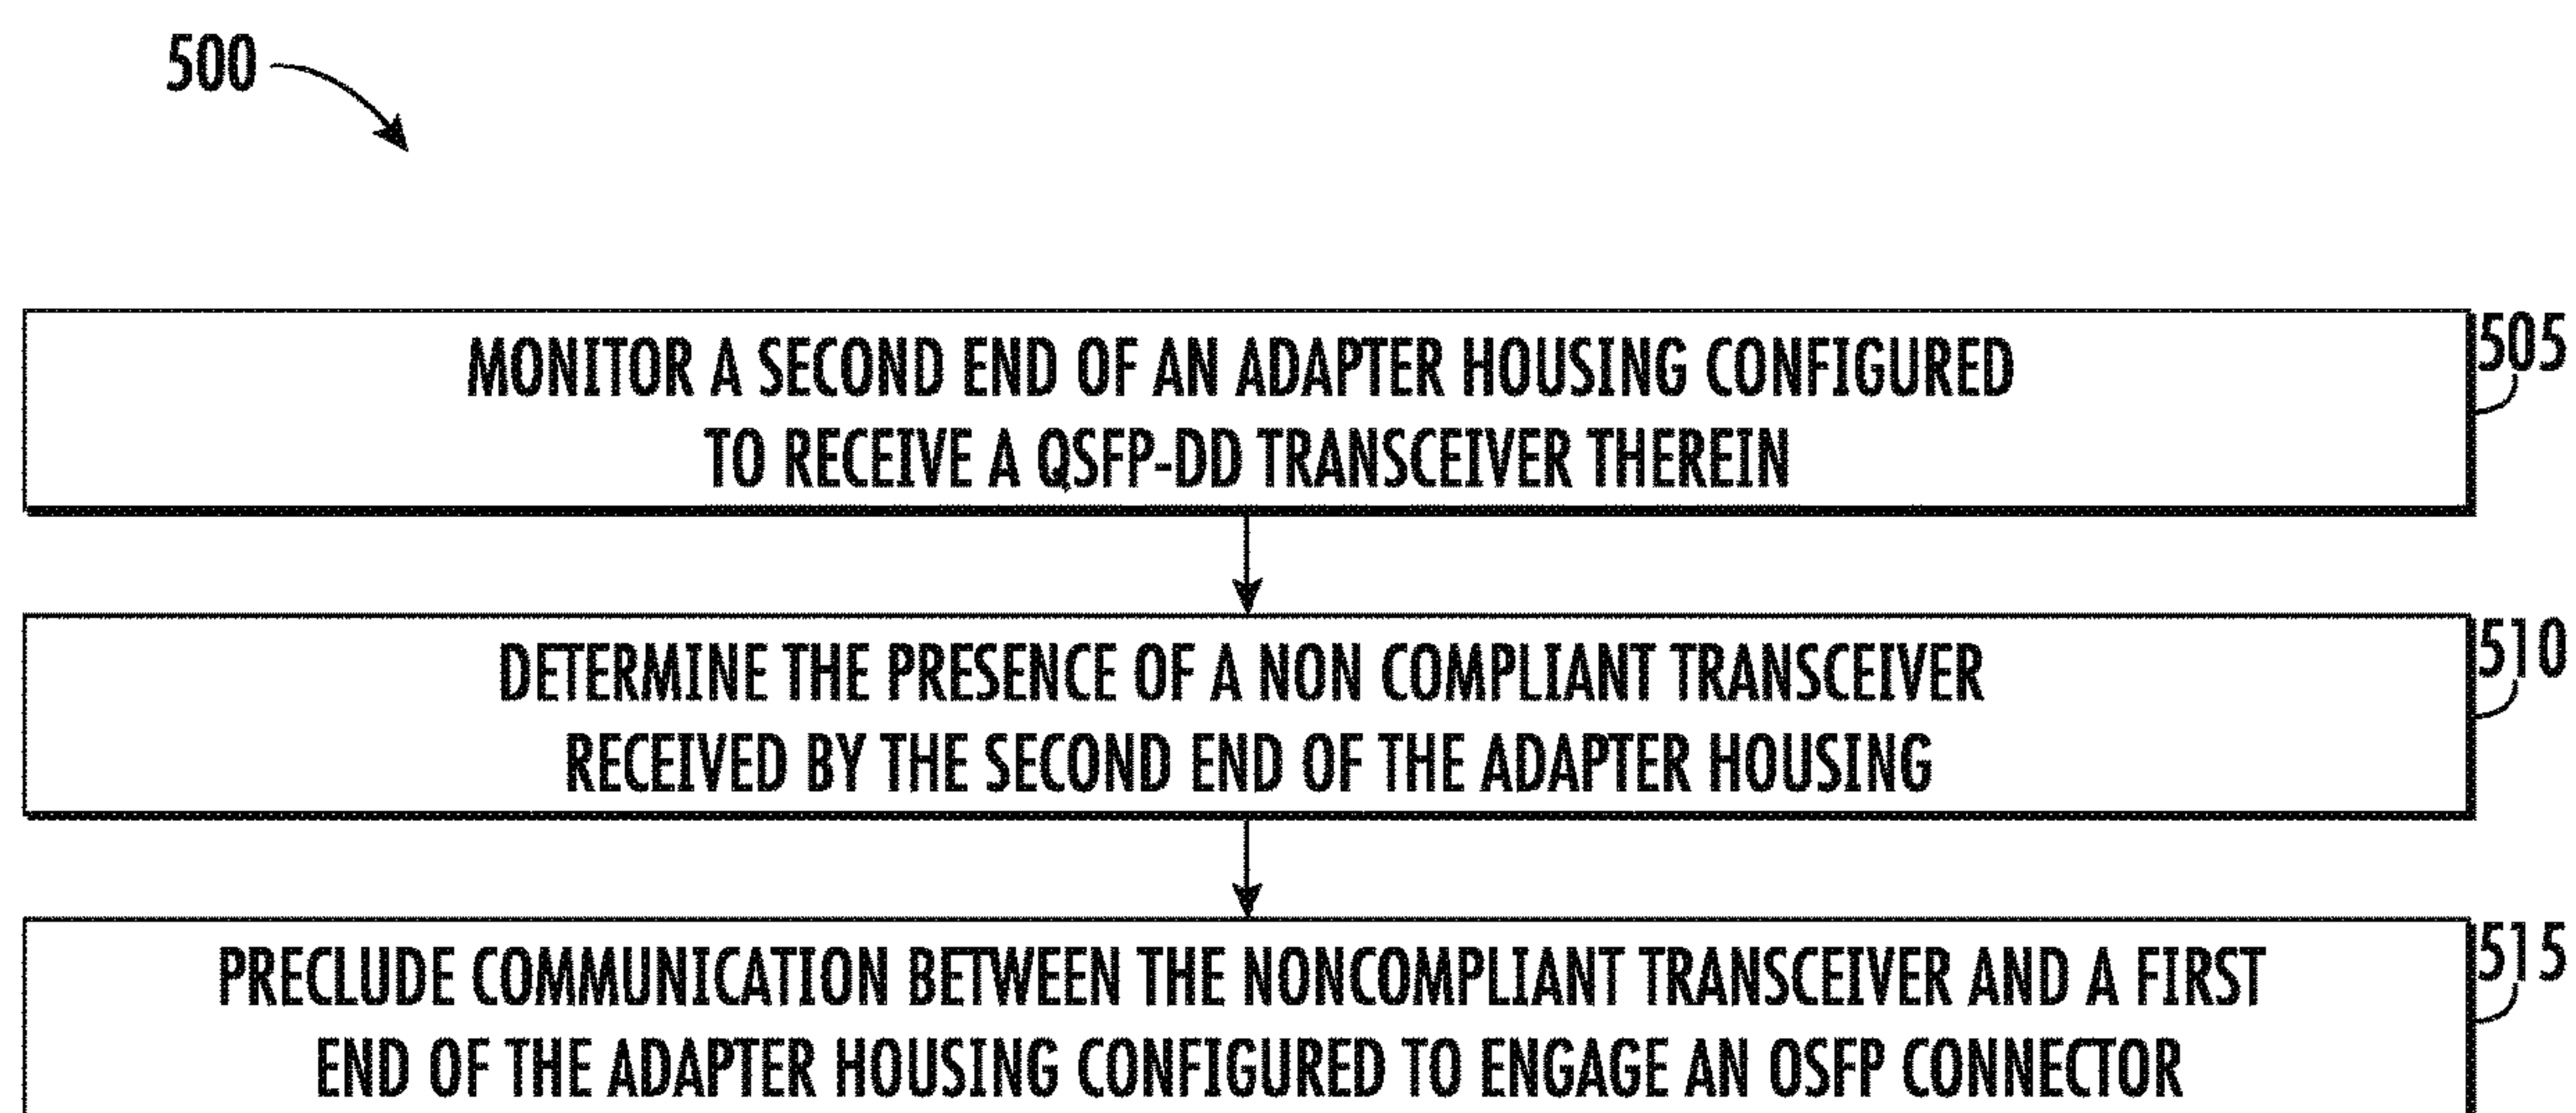 500
MONITOR A SECOND END OF AN ADAPTER HOUSING CONFIGURED
TO RECEIVE A QSFP-DD TRANSCEIVER THEREIN
505
DETERMINE THE PRESENCE OF A NON COMPLIANT TRANSCEIVER
RECEIVED BY THE SECOND END OF THE ADAPTER HOUSING
510
PRECLUDE COMMUNICATION BETWEEN THE NONCOMPLIANT TRANSCEIVER AND A FIRST
END OF THE ADAPTER HOUSING CONFIGURED TO ENGAGE AN OSFP CONNECTOR
515